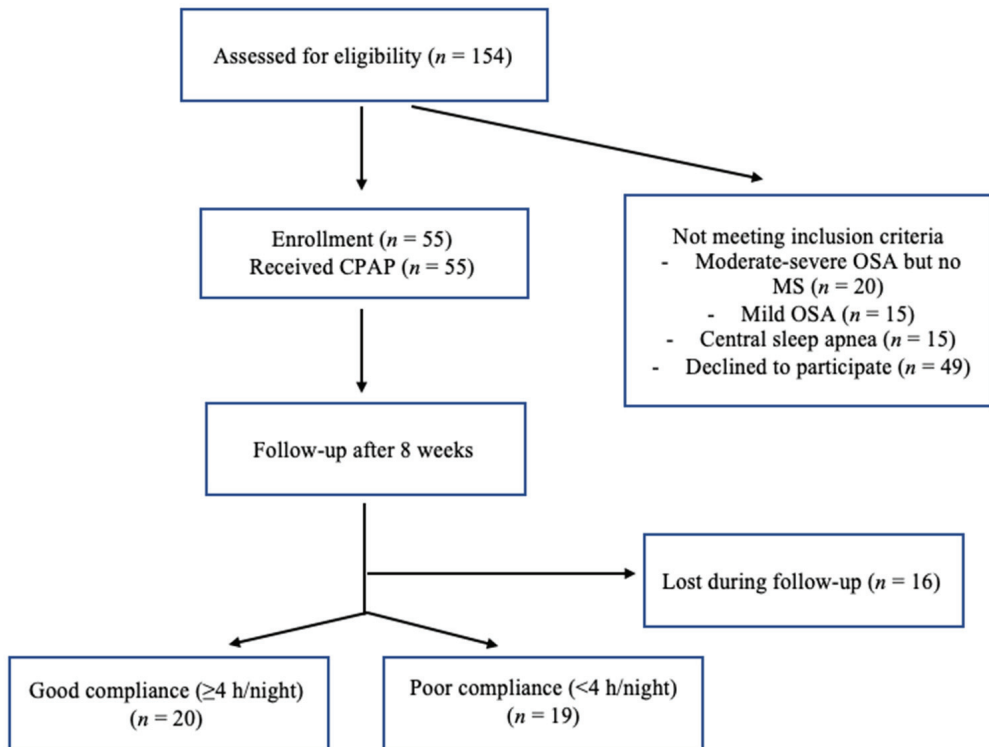 Assessed for eligibility (n = 154)
Enrollment (n = 55)
Received CPAP (n = 55)
Not meeting inclusion criteria
- Moderate-severe OSA but no
MS (n = 20)
- Mild OSA (n = 15)
- Central sleep apnea (n = 15)
- Declined to participate (n = 49)
Follow-up after 8 weeks
Lost during follow-up (n = 16)
Good compliance (≥4 h/night)
(n = 20)
Poor compliance (<4 h/night)
(n = 19)